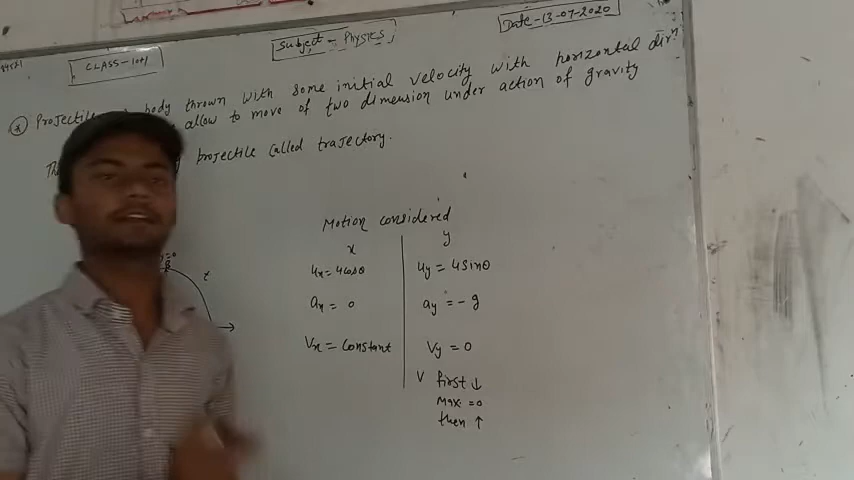 CLASS-10+1
Subject - Physics
Date-13-07-2020
Projectile body thrown with some initial velocity with horizontal dirⁿ
allow to move of two dimension under action of gravity
projectile called trajectory.
Motion considered
x y
ux = ucosθ uy = usinθ
ax = 0 ay = - g
Vx = constant Vy = 0
V first ↓
Max = 0
then ↑
t